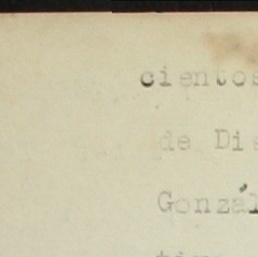 cientos
de Di
Gonzál